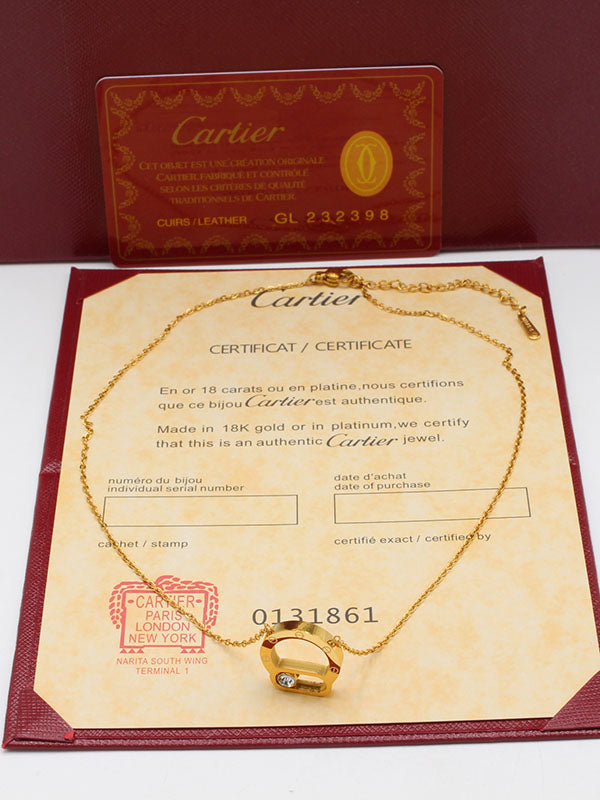 Cartier
CET OBJET EST UNE CRÉATION ORIGINALE
CARTIER, FABRIQUÉ ET CONTRÔLÉ
SELON LES CRITÈRES DE QUALITÉ
TRADITIONNELS DE CARTIER.
CUIRS/LEATHER GL 232398
Cartier
CERTIFICAT / CERTIFICATE
En or 18 carats ou en platine,nous certifions
que ce bijou Cartier est authentique.
Made in 18K gold or in platinum,we certify
that this is an authentic Cartier jewel.
numéro du bijou
individual serial number
date d'achat
date of purchase
cachet / stamp
certifié exact / certified by
CARTIER
PARIS
LONDON
NEW YORK
NARITA SOUTH WING
TERMINAL 1
0131861